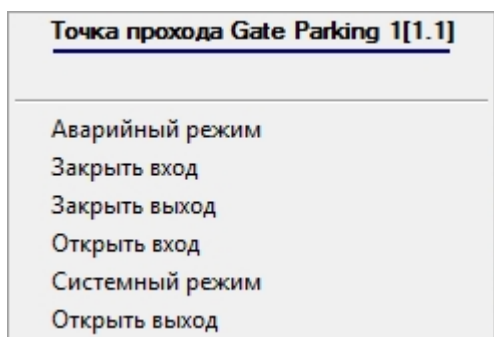 Точка прохода Gate Parking 1[1.1]
Аварийный режим
Закрыть вход
Закрыть выход
Открыть вход
Системный режим
Открыть выход